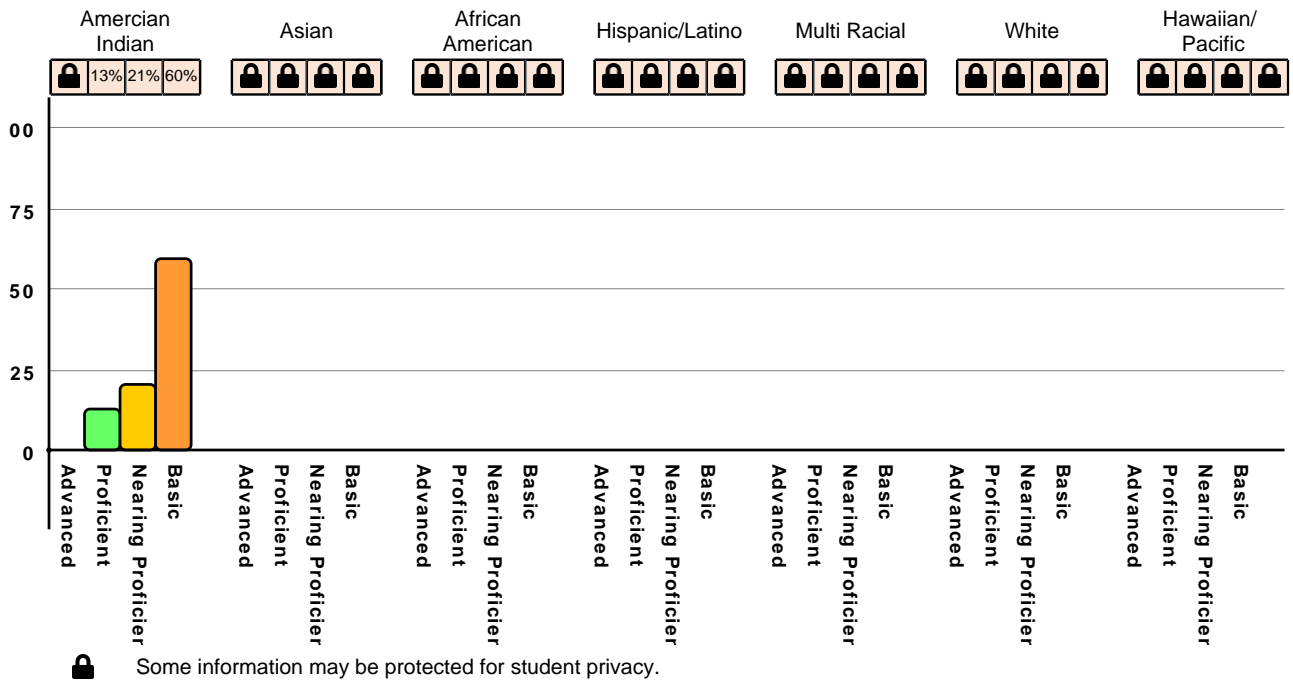 Amercian
Indian
Asian
African
American
Hispanic/Latino
Multi Racial
White
Hawaiian/
Pacific
13% 21% 60%
00
75
50
25
0
Advanced
Proficient
Nearing Proficier
Basic
Advanced
Proficient
Nearing Proficier
Basic
Advanced
Proficient
Nearing Proficier
Basic
Advanced
Proficient
Nearing Proficier
Basic
Advanced
Proficient
Nearing Proficier
Basic
Advanced
Proficient
Nearing Proficier
Basic
Advanced
Proficient
Nearing Proficier
Basic
Some information may be protected for student privacy.